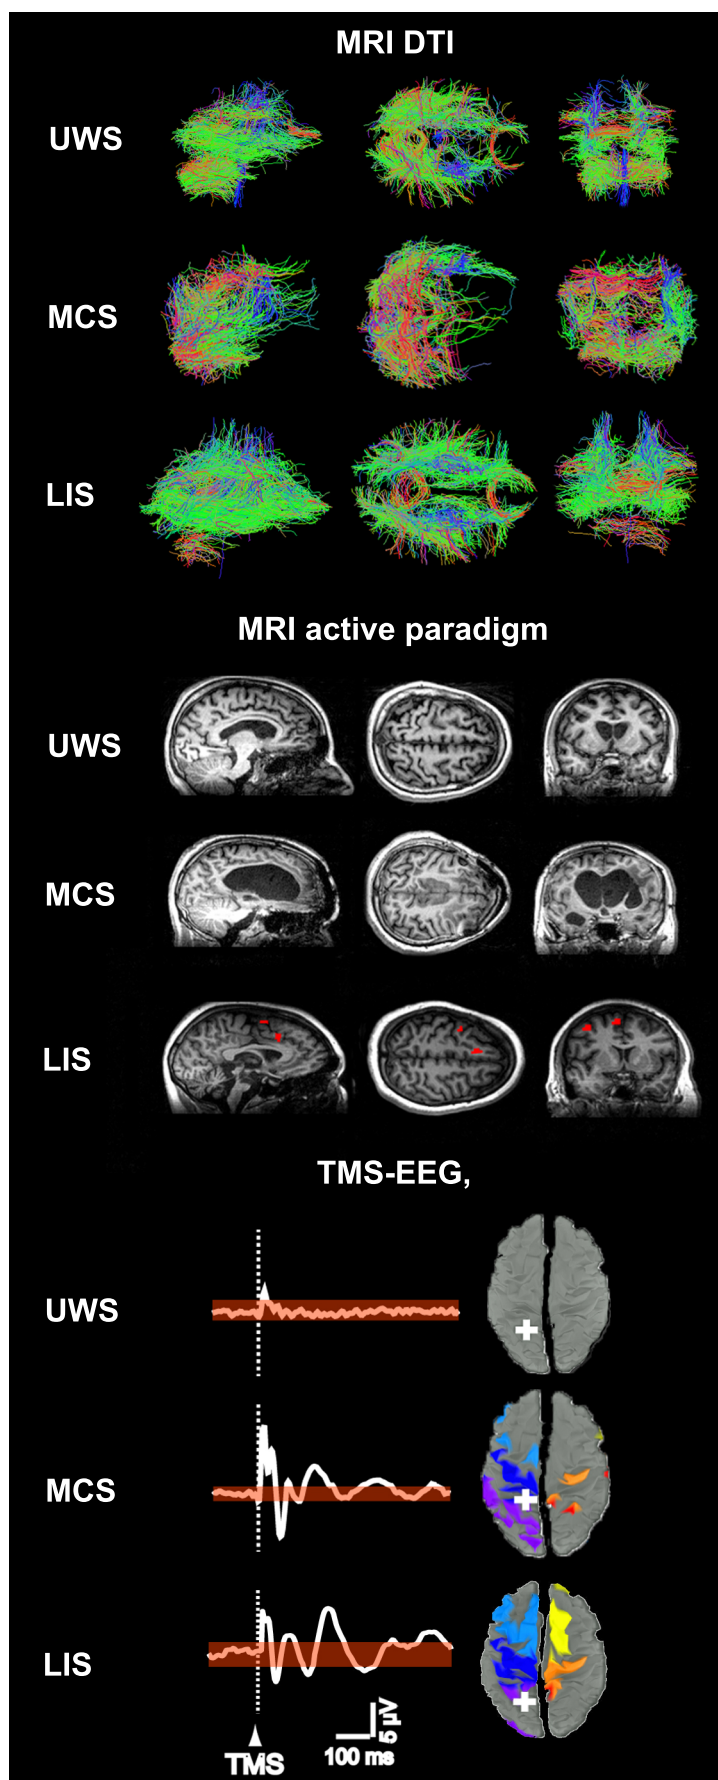 MRI DTI
UWS
MCS
LIS
MRI active paradigm
UWS
MCS
LIS
TMS-EEG,
UWS
MCS
LIS
5 µV
100 ms
TMS